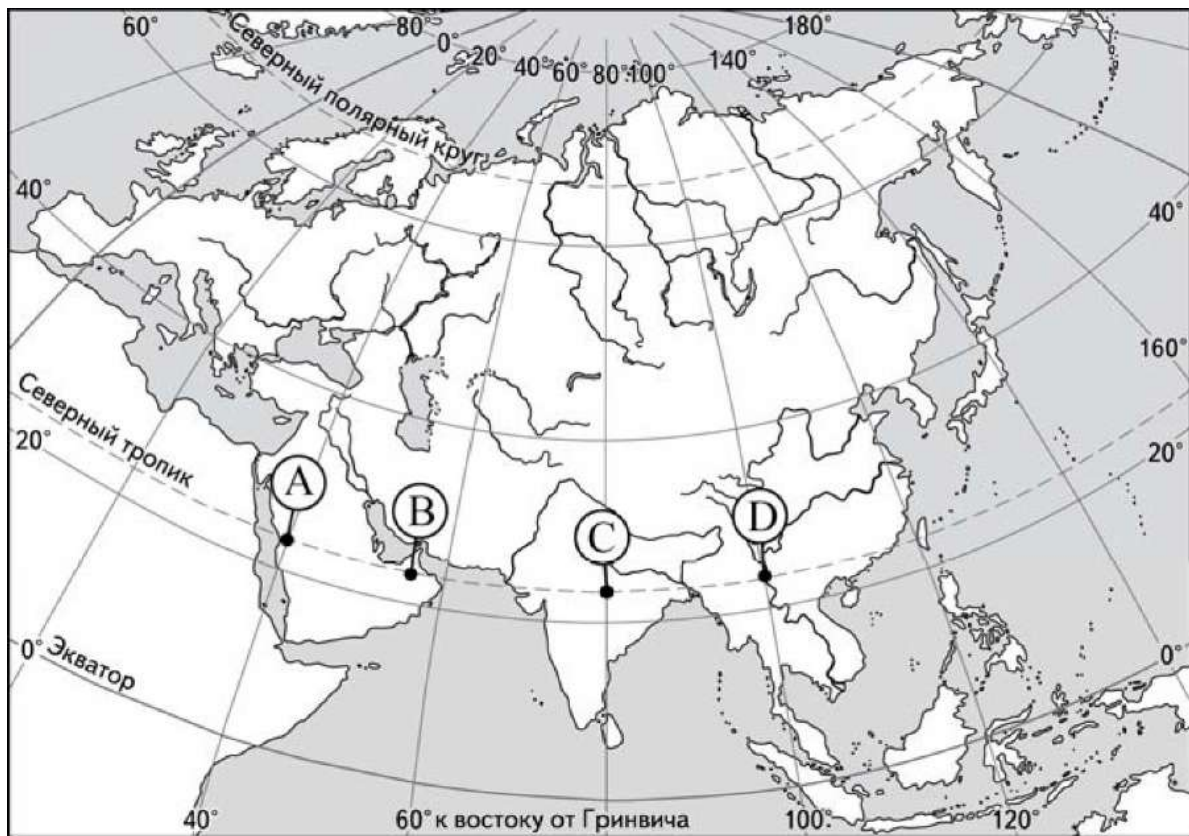 60°
80°
180°
0°
20°
40°
60°
80°
100°
140°
Северный полярный круг
40°
40°
160°
Северный тропик
20°
20°
A
B
C
D
Экватор
0°
0°
40°
60° к востоку от Гринвича
100°
120°